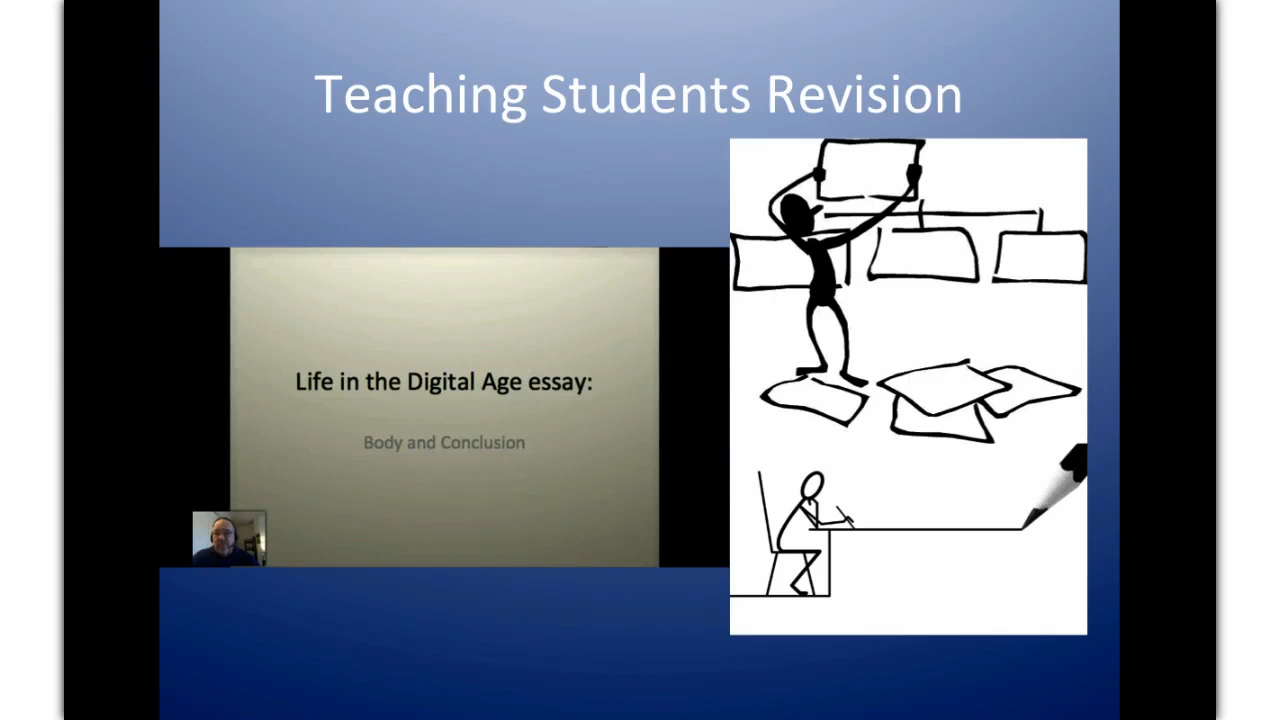 Teaching Students Revision
Life in the Digital Age essay:
Body and Conclusion